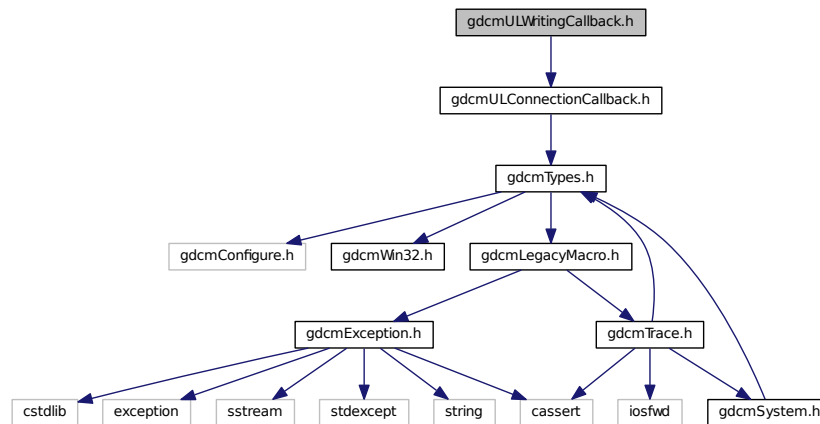 gdcmULWritingCallback.h
gdcmULConnectionCallback.h
gdcmTypes.h
gdcmConfigure.h
gdcmWin32.h
gdcmLegacyMacro.h
gdcmException.h
gdcmTrace.h
cstdlib
exception
sstream
stdexcept
string
cassert
iosfwd
gdcmSystem.h